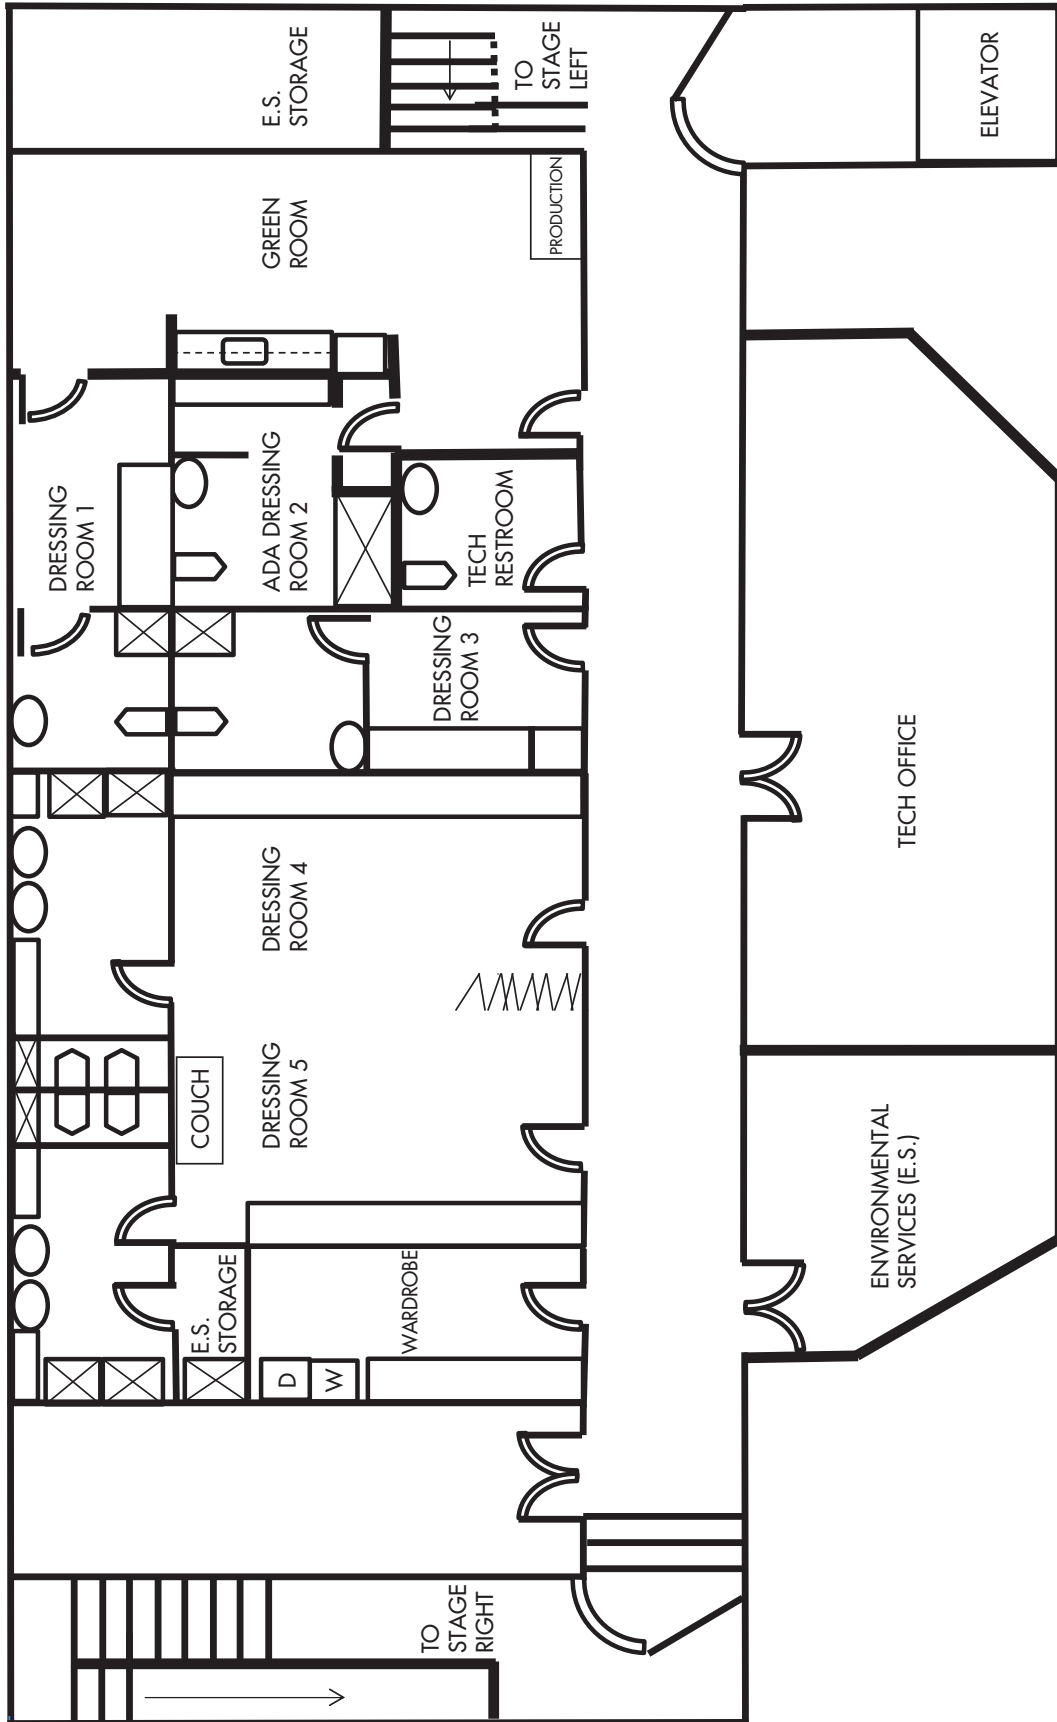 E.S.
STORAGE
TO
STAGE
LEFT
ELEVATOR
GREEN
ROOM
PRODUCTION
DRESSING
ROOM 1
ADA DRESSING
ROOM 2
TECH
RESTROOM
DRESSING
ROOM 3
TECH OFFICE
DRESSING
ROOM 4
COUCH
DRESSING
ROOM 5
ENVIRONMENTAL
SERVICES (E.S.)
E.S.
STORAGE
WARDROBE
D
W
TO
STAGE
RIGHT